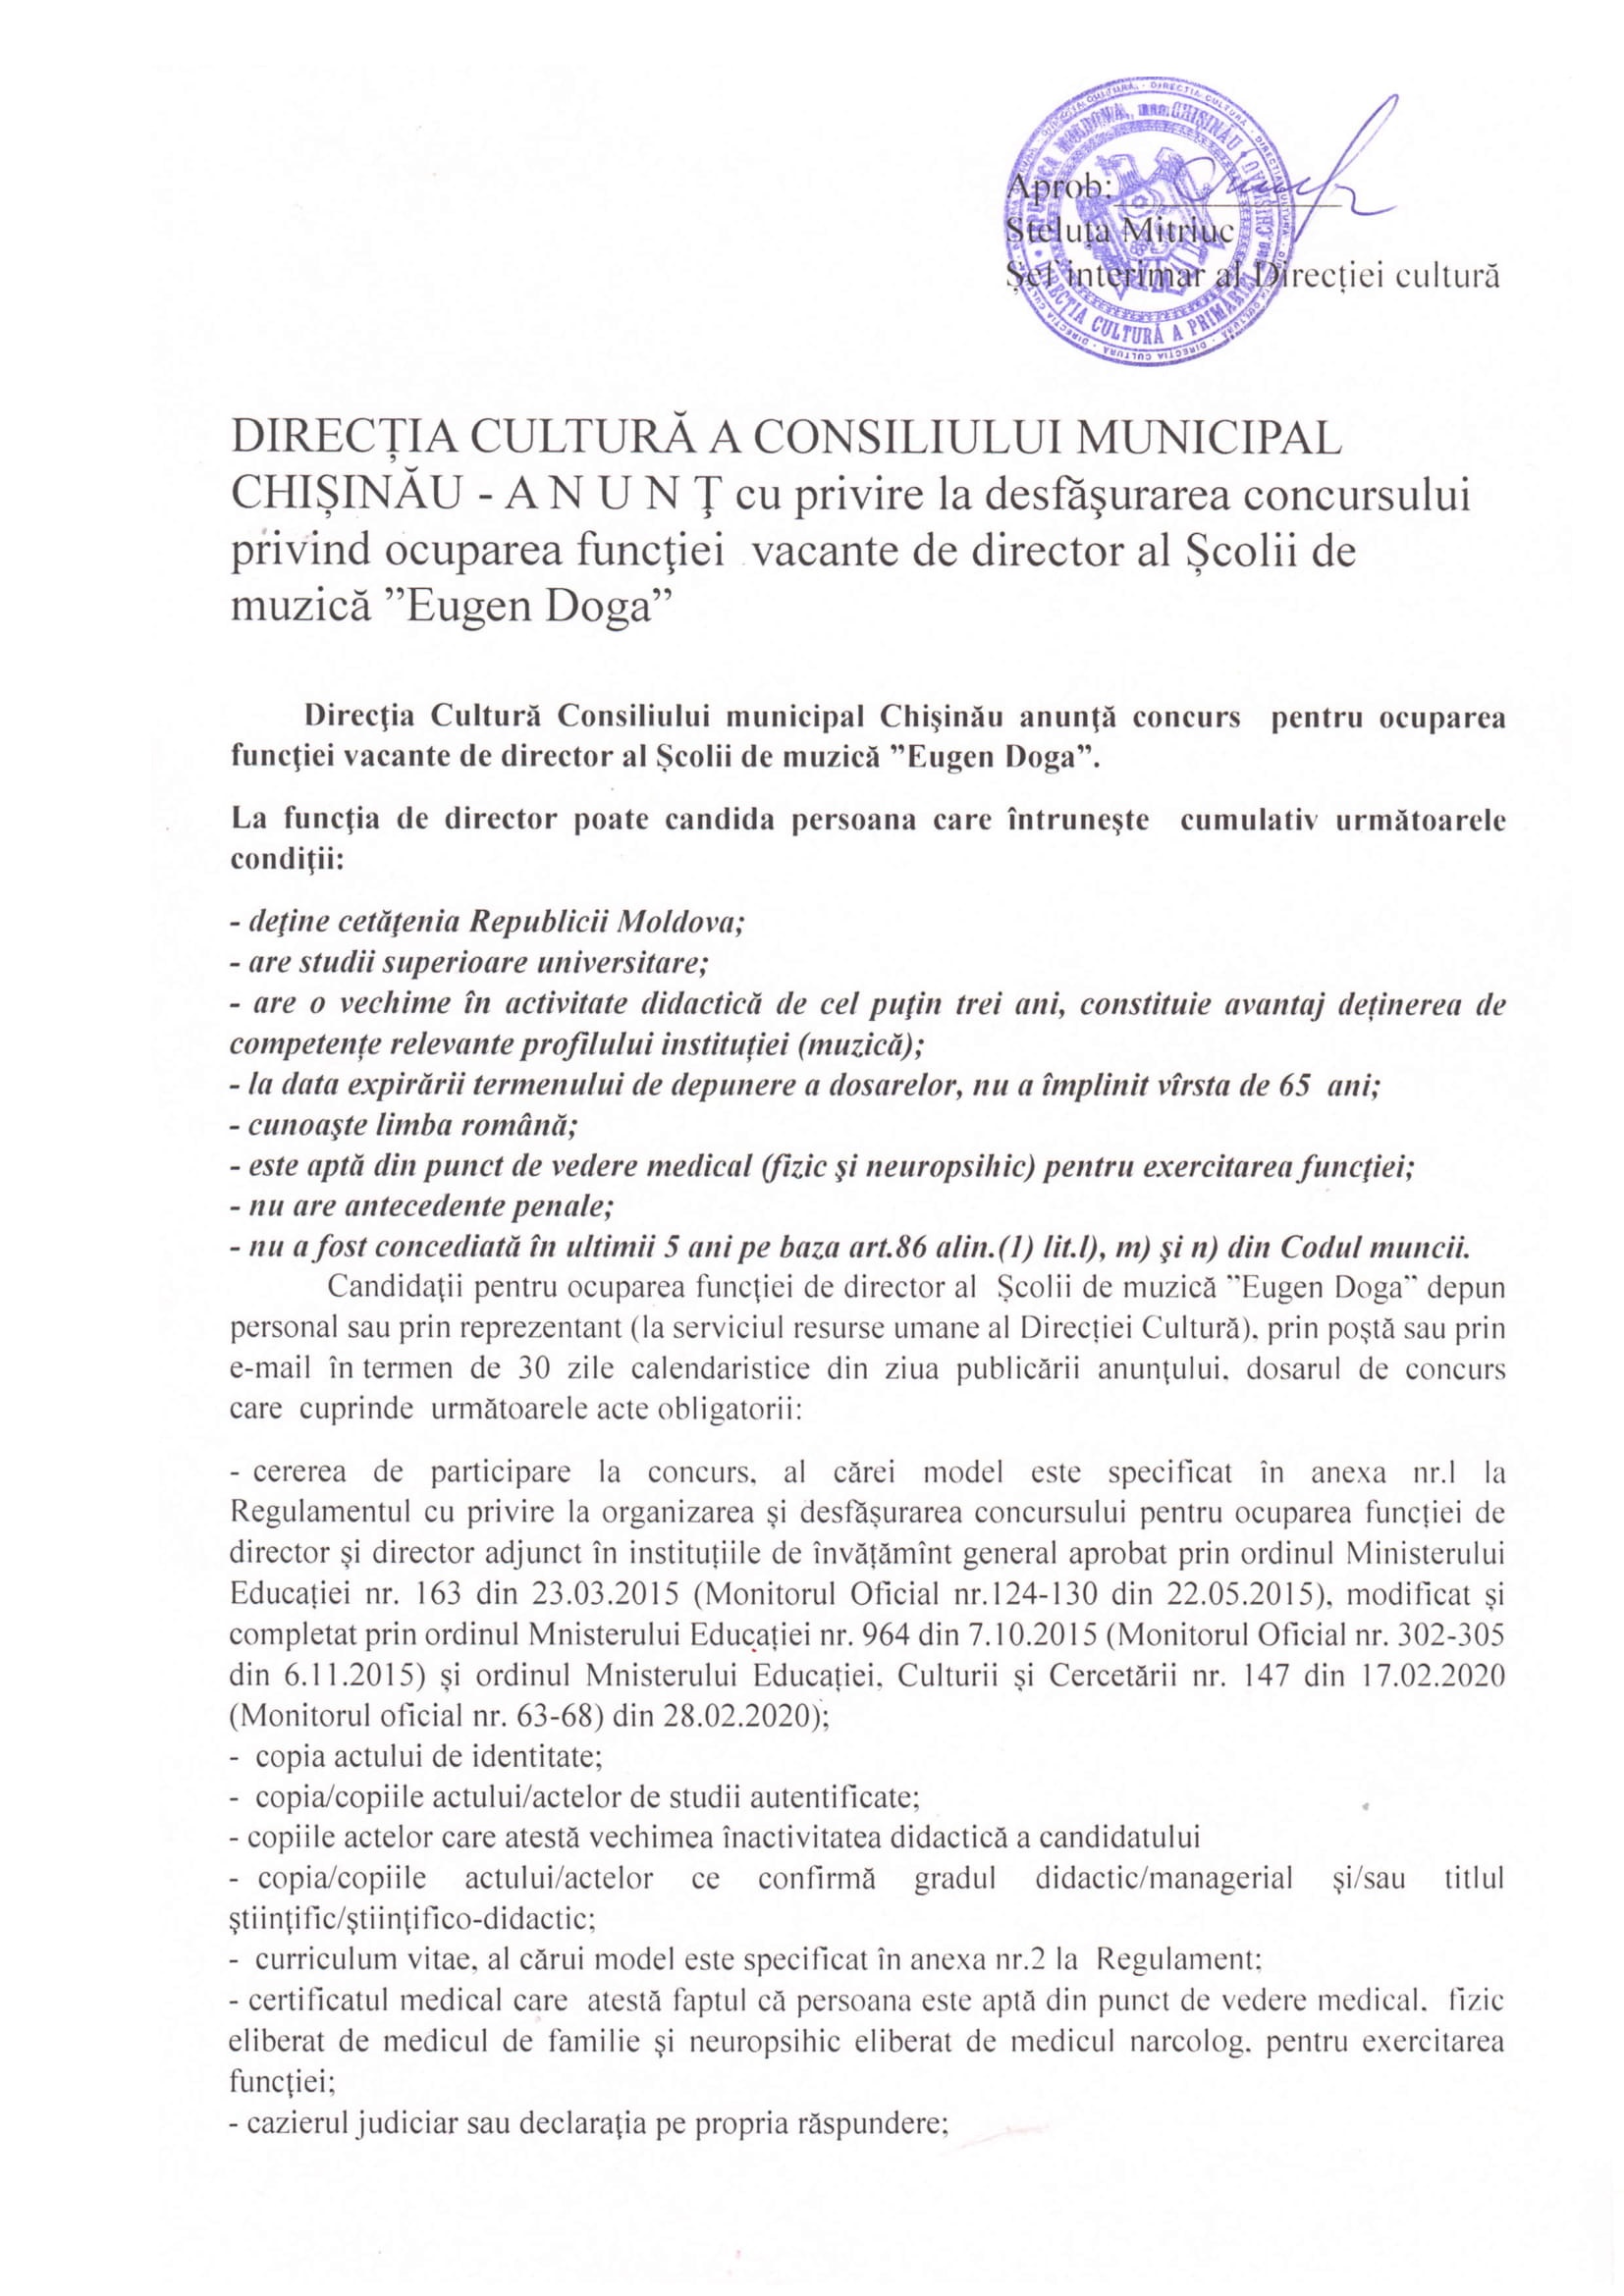 Aprob:
Steluța Mitriuc
Șef interimar al Direcției cultură
DIRECȚIA CULTURĂ A CONSILIULUI MUNICIPAL
CHIȘINĂU - A N U N Ţ cu privire la desfăşurarea concursului
privind ocuparea funcţiei vacante de director al Școlii de
muzică ”Eugen Doga”
Direcţia Cultură Consiliului municipal Chişinău anunţă concurs pentru ocuparea
funcţiei vacante de director al Școlii de muzică ”Eugen Doga”.
La funcţia de director poate candida persoana care întruneşte cumulativ următoarele
condiţii:
- deţine cetăţenia Republicii Moldova;
- are studii superioare universitare;
- are o vechime în activitate didactică de cel puţin trei ani, constituie avantaj deținerea de
competențe relevante profilului instituției (muzică);
- la data expirării termenului de depunere a dosarelor, nu a împlinit vîrsta de 65 ani;
- cunoaşte limba română;
- este aptă din punct de vedere medical (fizic şi neuropsihic) pentru exercitarea funcţiei;
- nu are antecedente penale;
- nu a fost concediată în ultimii 5 ani pe baza art.86 alin.(1) lit.l), m) şi n) din Codul muncii.
Candidații pentru ocuparea funcției de director al Școlii de muzică ”Eugen Doga” depun
personal sau prin reprezentant (la serviciul resurse umane al Direcției Cultură), prin poştă sau prin
e-mail în termen de 30 zile calendaristice din ziua publicării anunţului, dosarul de concurs
care cuprinde următoarele acte obligatorii:
- cererea de participare la concurs, al cărei model este specificat în anexa nr.l la
Regulamentul cu privire la organizarea și desfășurarea concursului pentru ocuparea funcției de
director și director adjunct în instituțiile de învățămînt general aprobat prin ordinul Ministerului
Educației nr. 163 din 23.03.2015 (Monitorul Oficial nr.124-130 din 22.05.2015), modificat și
completat prin ordinul Mnisterului Educației nr. 964 din 7.10.2015 (Monitorul Oficial nr. 302-305
din 6.11.2015) și ordinul Mnisterului Educației, Culturii și Cercetării nr. 147 din 17.02.2020
(Monitorul oficial nr. 63-68) din 28.02.2020);
- copia actului de identitate;
- copia/copiile actului/actelor de studii autentificate;
- copiile actelor care atestă vechimea înactivitatea didactică a candidatului
- copia/copiile actului/actelor ce confirmă gradul didactic/managerial şi/sau titlul
ştiinţific/ştiinţifico-didactic;
- curriculum vitae, al cărui model este specificat în anexa nr.2 la Regulament;
- certificatul medical care atestă faptul că persoana este aptă din punct de vedere medical, fizic
eliberat de medicul de familie şi neuropsihic eliberat de medicul narcolog, pentru exercitarea
funcţiei;
- cazierul judiciar sau declaraţia pe propria răspundere;